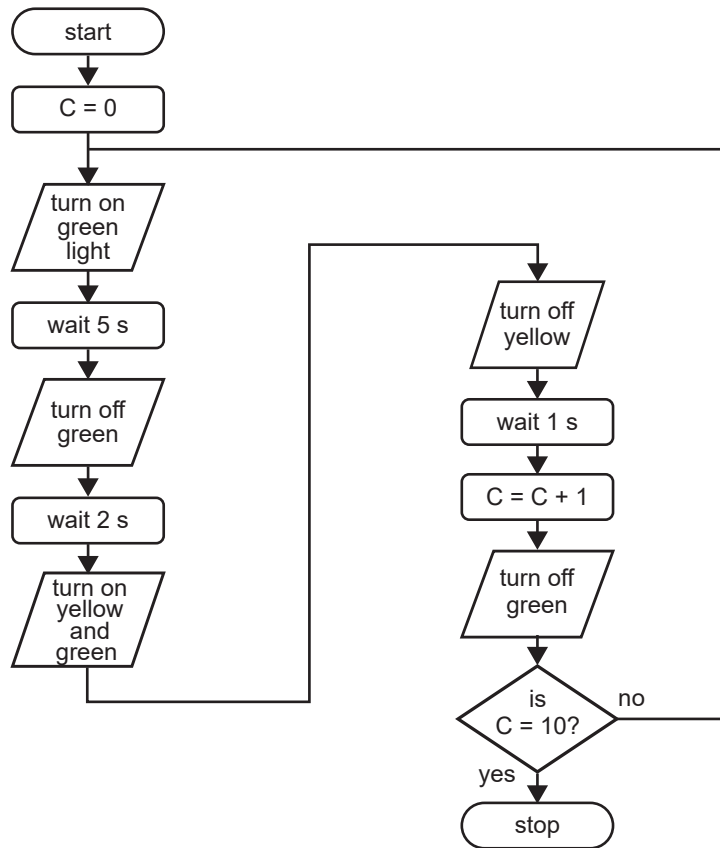 start
C = 0
turn on
green
light
wait 5 s
turn off
green
wait 2 s
turn on
yellow
and
green
turn off
yellow
wait 1 s
C = C + 1
turn off
green
is
C = 10?
no
yes
stop